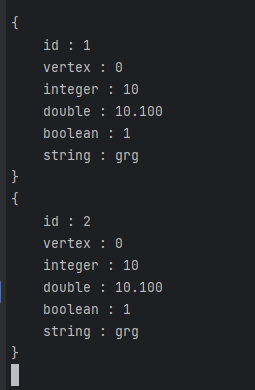 {
    id : 1
    vertex : 0
    integer : 10
    double : 10.100
    boolean : 1
    string : grg
}
{
    id : 2
    vertex : 0
    integer : 10
    double : 10.100
    boolean : 1
    string : grg
}